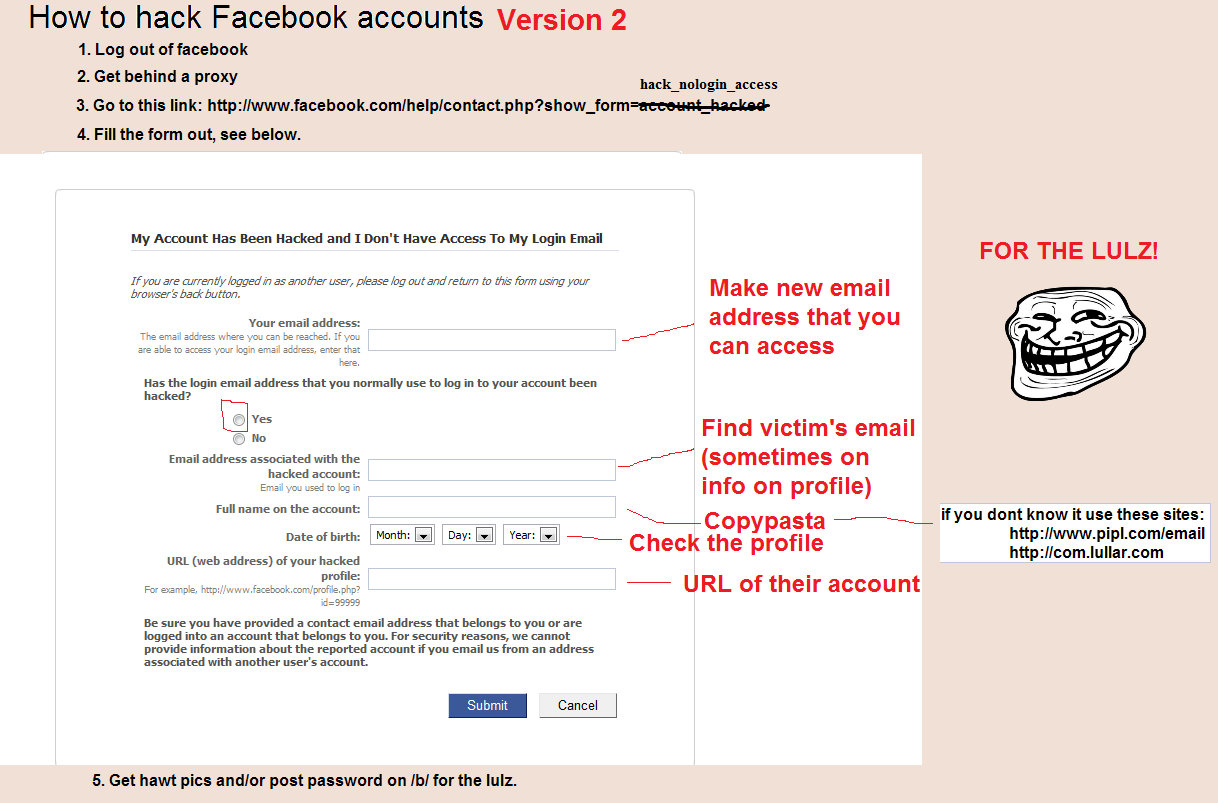 How to hack Facebook accounts Version 2
1. Log out of facebook
2. Get behind a proxy
hack_nologin_access
3. Go to this link: http://www.facebook.com/help/contact.php?show_form=account_hacked
4. Fill the form out, see below.
My Account Has Been Hacked and I Don't Have Access To My Login Email
If you are currently logged in as another user, please log out and return to this form using your
browser's back button.
Your email address:
The email address where you can be reached. If you
are able to access your login email address, enter that
here.
Make new email
address that you
can access
Has the login email address that you normally use to log in to your account been
hacked?
Yes
No
Email address associated with the
hacked account:
Email you used to log in
Find victim's email
(sometimes on
info on profile)
Full name on the account:
Copypasta
Date of birth:
Month:
Day:
Year:
Check the profile
URL (web address) of your hacked
profile:
For example, http://www.facebook.com/profile.php?
id=99999
URL of their account
Be sure you have provided a contact email address that belongs to you or are
logged into an account that belongs to you. For security reasons, we cannot
provide information about the reported account if you email us from an address
associated with another user's account.
Submit
Cancel
FOR THE LULZ!
if you dont know it use these sites:
http://www.pipl.com/email
http://com.lullar.com
5. Get hawt pics and/or post password on /b/ for the lulz.